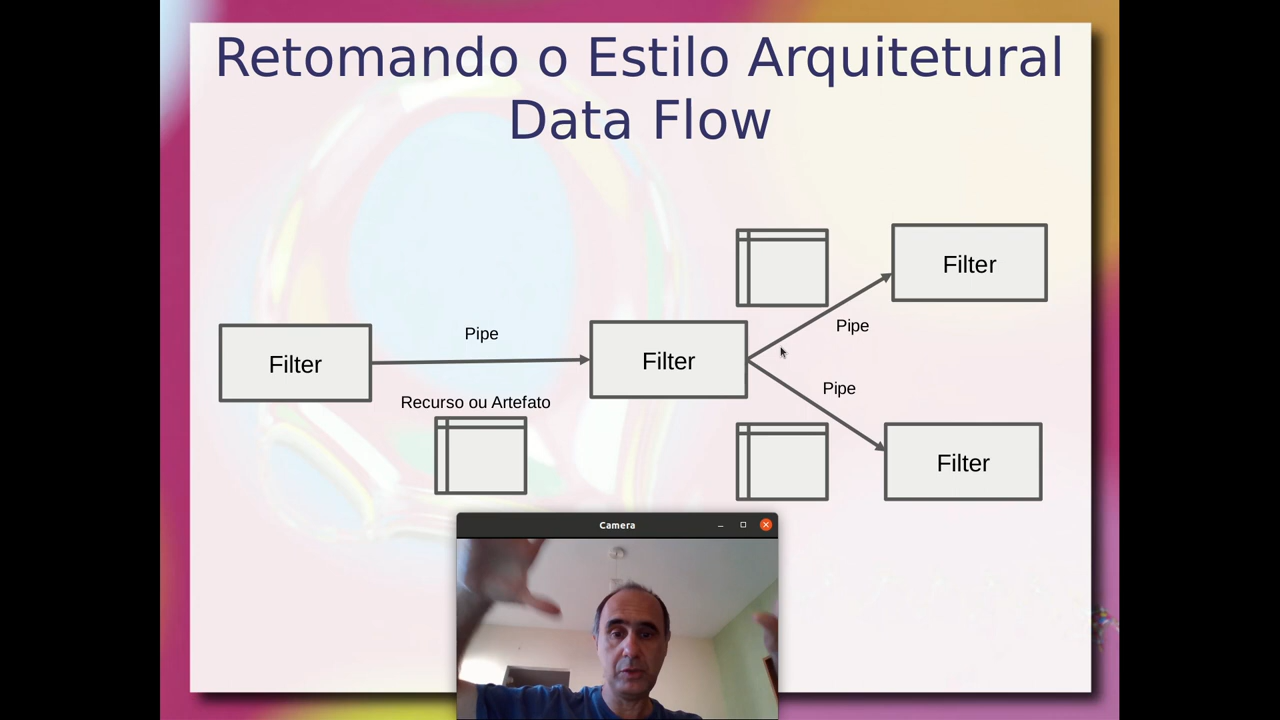 Retomando o Estilo Arquitetural
Data Flow
Filter
Pipe
Filter
Pipe
Filter
Pipe
Recurso ou Artefato
Filter
Camera